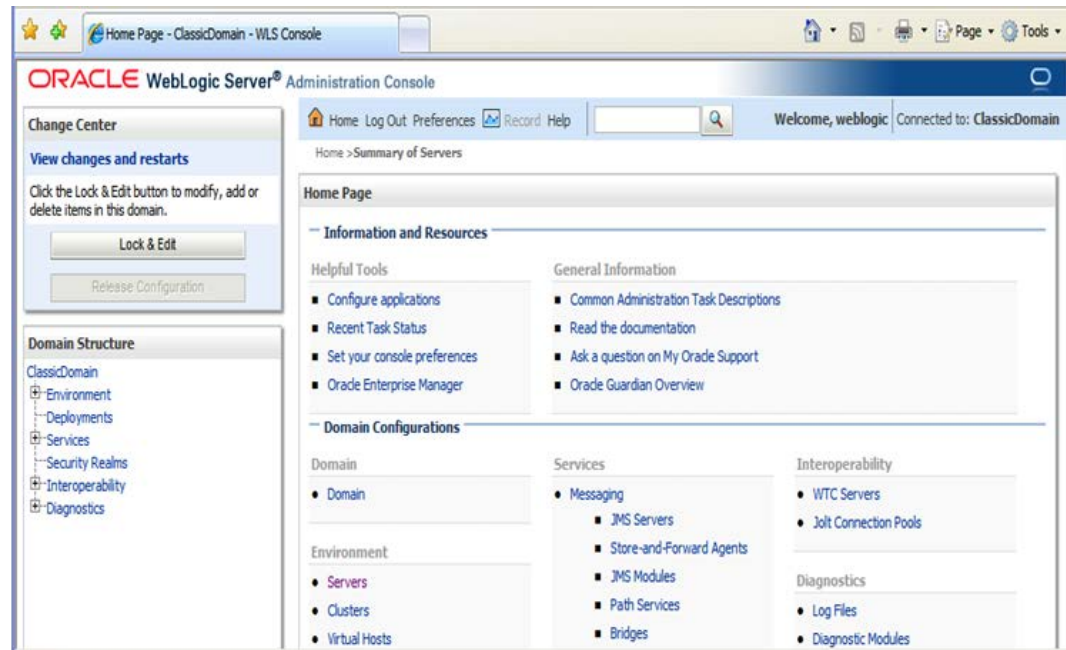 Home Page - ClassicDomain - WLS Console
Page
Tools
ORACLE WebLogic Server® Administration Console
Change Center
View changes and restarts
Click the Lock & Edit button to modify, add or
delete items in this domain.
Lock & Edit
Release Configuration
Domain Structure
ClassicDomain
Environment
Deployments
Services
Security Realms
Interoperability
Diagnostics
Home Log Out Preferences Record Help
Welcome, weblogic Connected to: ClassicDomain
Home >Summary of Servers
Home Page
Information and Resources
Helpful Tools
Configure applications
Recent Task Status
Set your console preferences
Oracle Enterprise Manager
General Information
Common Administration Task Descriptions
Read the documentation
Ask a question on My Oracle Support
Oracle Guardian Overview
Domain Configurations
Domain
Domain
Environment
Servers
Clusters
Virtual Hosts
Services
Messaging
JMS Servers
Store-and-Forward Agents
JMS Modules
Path Services
Bridges
Interoperability
WTC Servers
Jolt Connection Pools
Diagnostics
Log Files
Diagnostic Modules